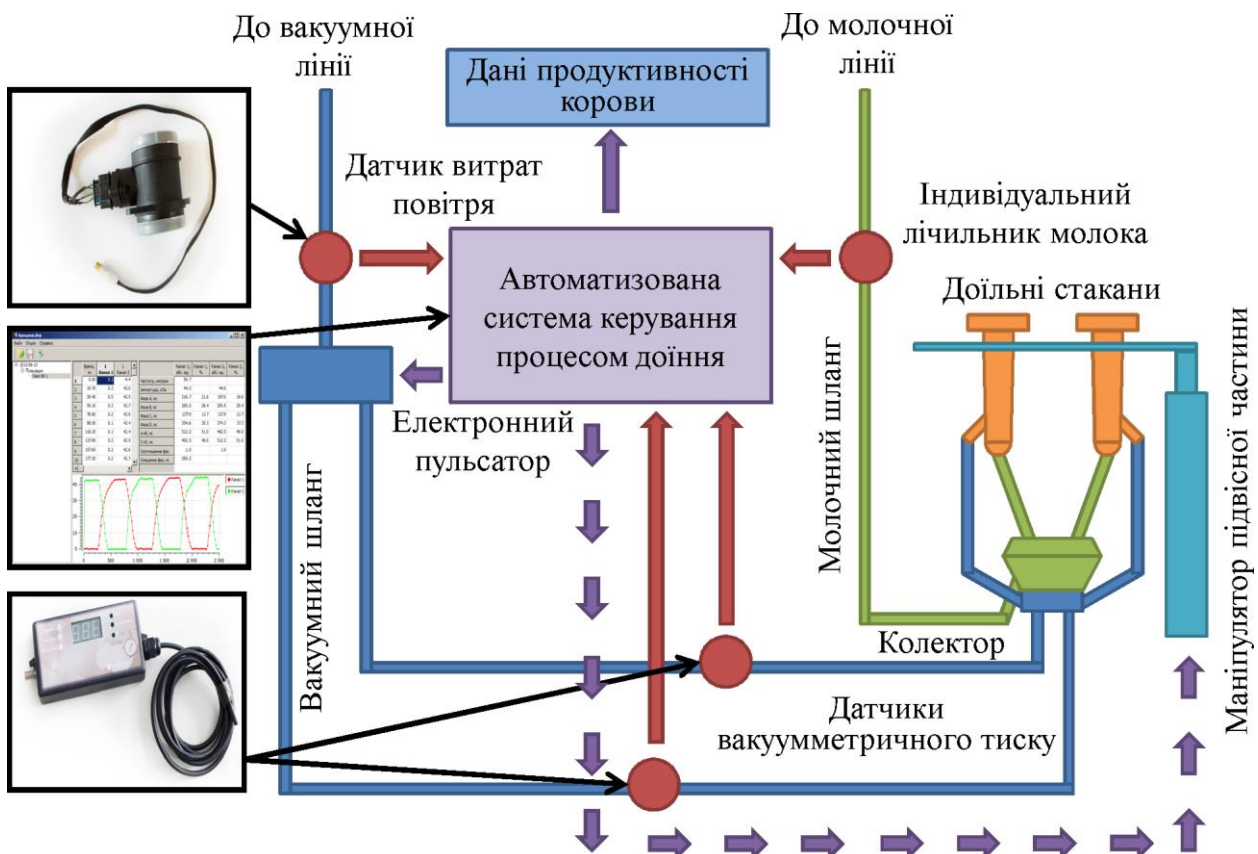 До вакуумної
лінії
До молочної
лінії
Дані продуктивності
корови
Датчик витрат
повітря
Індивідуальний
лічильник молока
Автоматизована
система керування
процесом доїння
Доїльні стакани
Електронний
пульсатор
Вакуумний шланг
Молочний шланг
Маніпулятор підвісної частини
Колектор
Датчики
вакуумметричного тиску